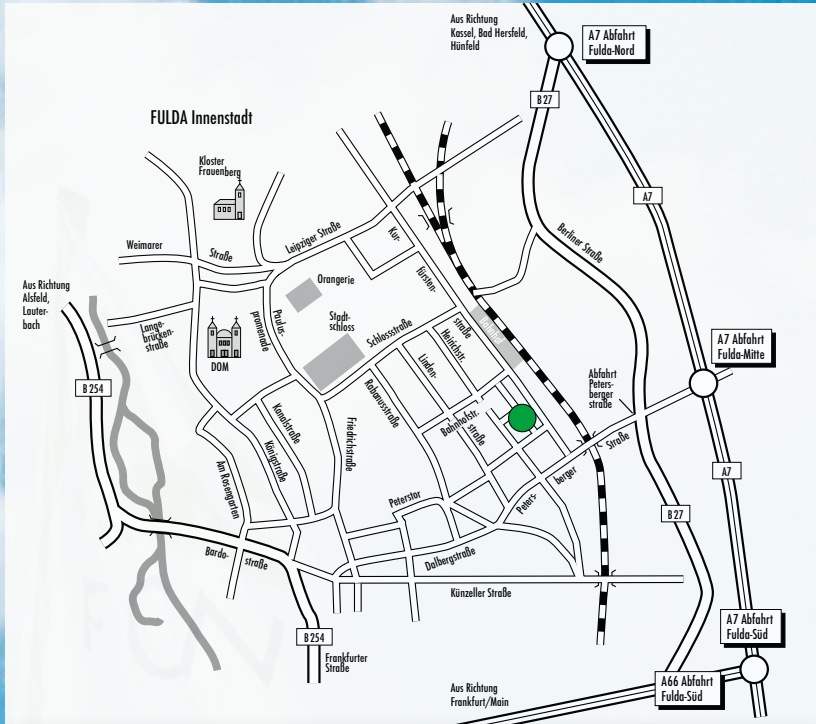 Aus Richtung
Kassel, Bad Hersfeld,
Hünfeld
A7 Abfahrt
Fulda-Nord
B 27
FULDA Innenstadt
Kloster
Frauenberg
A7
Leipziger Straße
Kur-
Berliner Straße
Weimarer
Straße
Fürsten-
Aus Richtung
Alsfeld,
Lauter-
bach
Orangerie
Paulus-
promenade
Stadt-
schloss
Schlossstraße
straße
Bahnhof
Lange-
brücken-
straße
DOM
Heinrichstr.
Linden-
straße
A7 Abfahrt
Fulda-Mitte
B 254
Abfahrt
Peters-
berger
straße
Rabanusstraße
Bahnhofstr.
Kanalstraße
Königstraße
Friedrichstraße
Am Rosengarten
Peters-
berger
Straße
A7
Peterstor
B 27
Bardo-
straße
Dalbergstraße
Künzeller Straße
B 254
Frankfurter
Straße
A7 Abfahrt
Fulda-Süd
A66 Abfahrt
Fulda-Süd
Aus Richtung
Frankfurt/Main